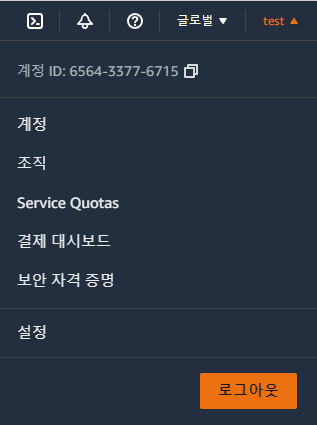 글로벌 ▼ test ▲
계정 ID: 6564-3377-6715
계정
조직
Service Quotas
결제 대시보드
보안 자격 증명
설정
로그아웃